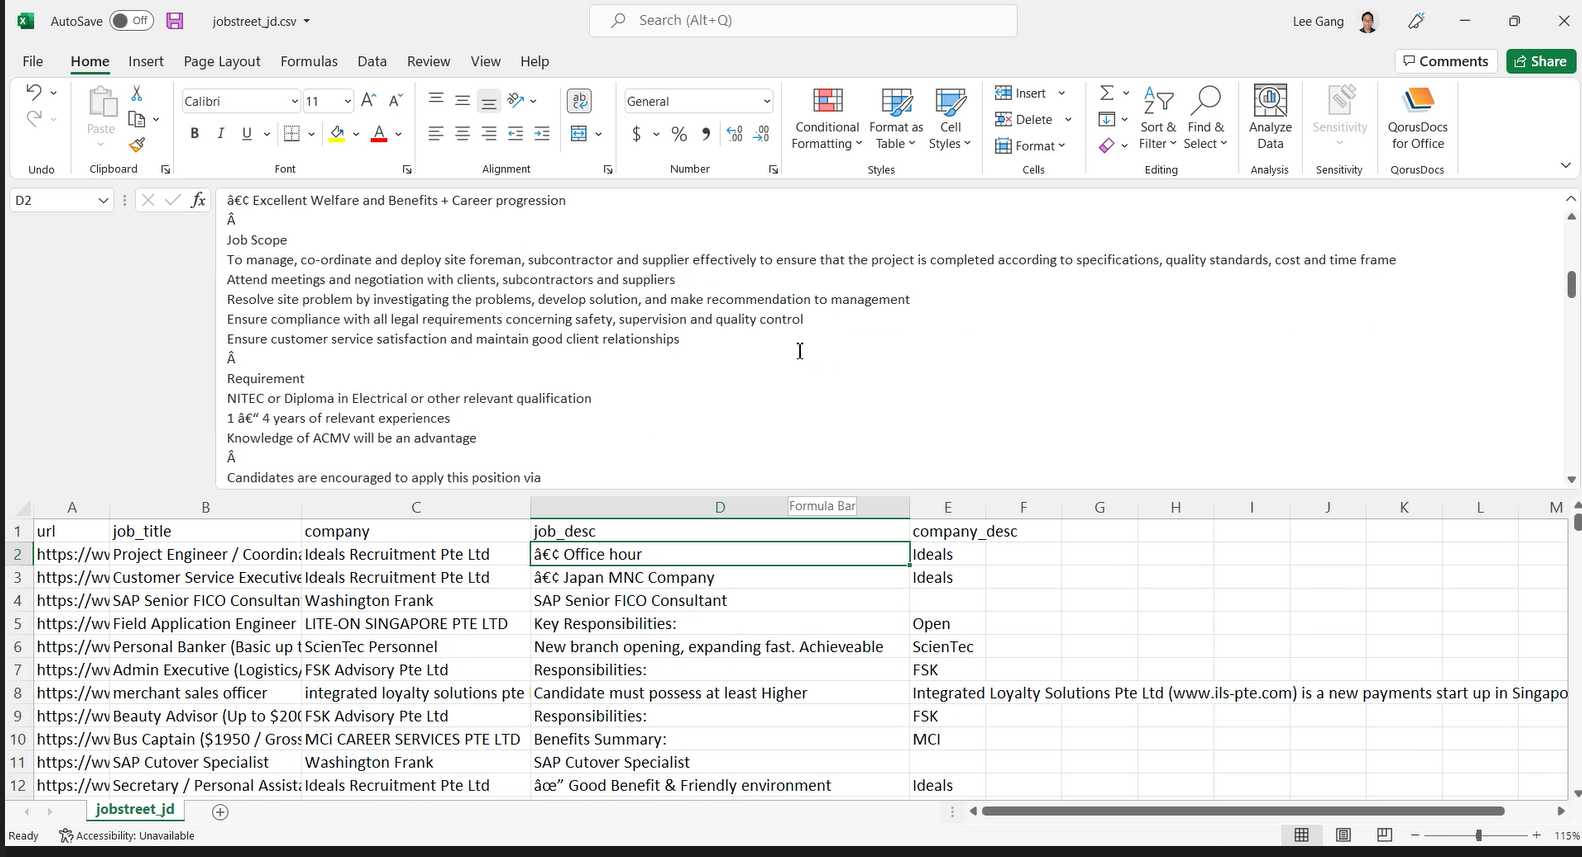 AutoSave Off jobstreet_jd.csv Search (Alt+Q) Lee Gang
File Home Insert Page Layout Formulas Data Review View Help Comments Share
Paste
Undo Clipboard
Calibri 11
B I U A
Font
Alignment
General
$ % 9 .00
Number
Conditional Formatting
Format as Table
Cell Styles
Styles
Insert
Delete
Format
Cells
Sort & Filter
Find & Select
Editing
Analyze Data
Analysis
Sensitivity
Sensitivity
QorusDocs for Office
QorusDocs
D2 fx
â€¢ Excellent Welfare and Benefits + Career progression
Â
Job Scope
To manage, co-ordinate and deploy site foreman, subcontractor and supplier effectively to ensure that the project is completed according to specifications, quality standards, cost and time frame
Attend meetings and negotiation with clients, subcontractors and suppliers
Resolve site problem by investigating the problems, develop solution, and make recommendation to management
Ensure compliance with all legal requirements concerning safety, supervision and quality control
Ensure customer service satisfaction and maintain good client relationships
Â
Requirement
NITEC or Diploma in Electrical or other relevant qualification
1 â€“ 4 years of relevant experiences
Knowledge of ACMV will be an advantage
Â
Candidates are encouraged to apply this position via
Formula Bar
A B C D E F G H I J K L M
1 url job_title company job_desc company_desc
2 https://ww Project Engineer / Coordina Ideals Recruitment Pte Ltd â€¢ Office hour Ideals
3 https://ww Customer Service Executive Ideals Recruitment Pte Ltd â€¢ Japan MNC Company Ideals
4 https://ww SAP Senior FICO Consultan Washington Frank SAP Senior FICO Consultant
5 https://ww Field Application Engineer LITE-ON SINGAPORE PTE LTD Key Responsibilities: Open
6 https://ww Personal Banker (Basic up t ScienTec Personnel New branch opening, expanding fast. Achieveable ScienTec
7 https://ww Admin Executive (Logistics/ FSK Advisory Pte Ltd Responsibilities: FSK
8 https://ww merchant sales officer integrated loyalty solutions pte Candidate must possess at least Higher Integrated Loyalty Solutions Pte Ltd (www.ils-pte.com) is a new payments start up in Singapo
9 https://ww Beauty Advisor (Up to $200 FSK Advisory Pte Ltd Responsibilities: FSK
10 https://ww Bus Captain ($1950 / Gross MCi CAREER SERVICES PTE LTD Benefits Summary: MCI
11 https://ww SAP Cutover Specialist Washington Frank SAP Cutover Specialist
12 https://ww Secretary / Personal Assista Ideals Recruitment Pte Ltd âœ” Good Benefit & Friendly environment Ideals
jobstreet_jd
Ready Accessibility: Unavailable 115%